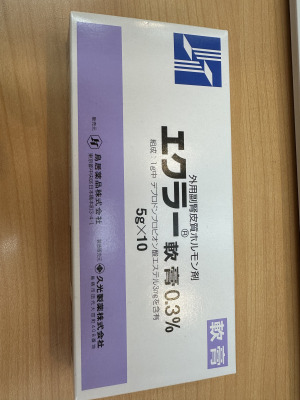 外用副腎皮質ホルモン剤
エクラー®軟膏0.3%
組成:1g中 デプロドンプロピオン酸エステル3mgを含有
5g×10
軟膏
鳥居薬品株式会社
久光製薬株式会社